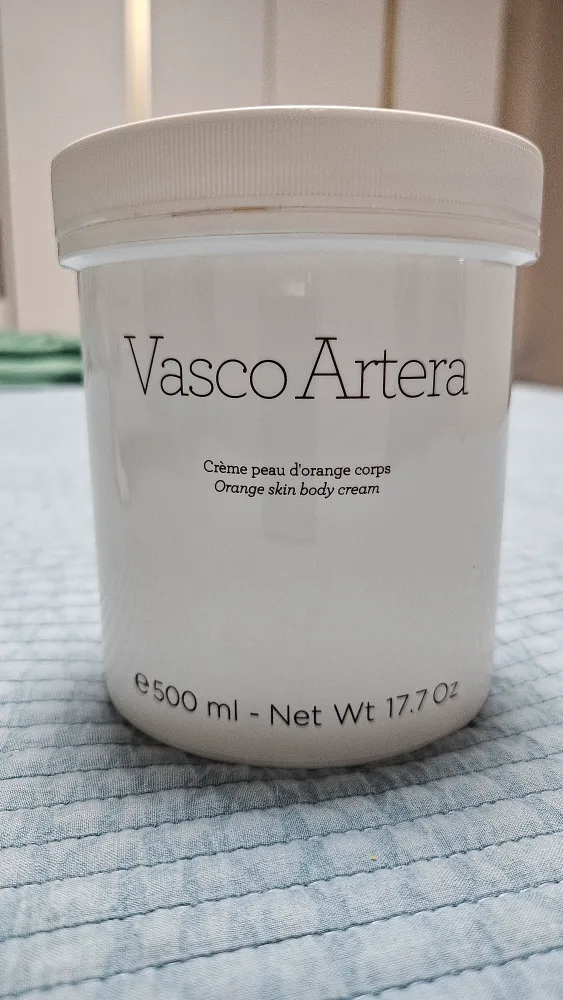 Vasco Artera
Crème peau d'orange corps
Orange skin body cream
℮500 ml - Net Wt 17.7 Oz